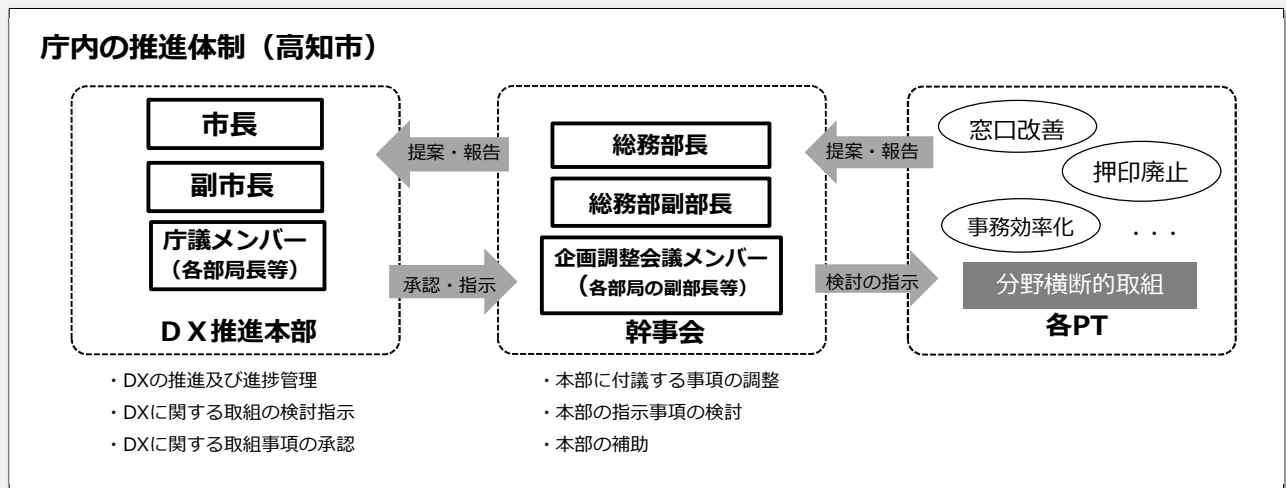 庁内の推進体制（高知市）
市長
副市長
庁議メンバー
（各部局長等）
ＤＸ推進本部
・DXの推進及び進捗管理
・DXに関する取組の検討指示
・DXに関する取組事項の承認
提案・報告
承認・指示
総務部長
総務部副部長
企画調整会議メンバー
（各部局の副部長等）
幹事会
・本部に付議する事項の調整
・本部の指示事項の検討
・本部の補助
提案・報告
検討の指示
窓口改善
押印廃止
事務効率化
．．．
分野横断的取組
各PT